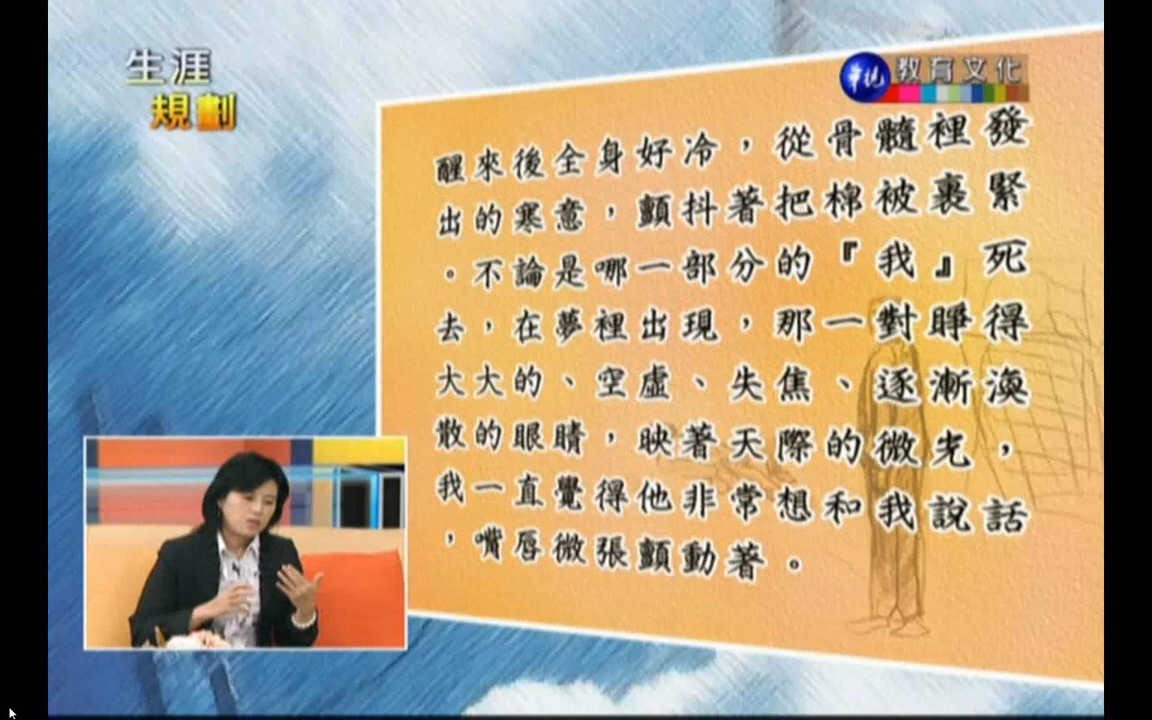 生涯
規劃
華視
教育文化
醒來後全身好冷，從骨髓裡發
出的寒意，顫抖著把棉被裹緊
。不論是哪一部分的『我』死
去，在夢裡出現，那一對睜得
大大的、空虛、失焦、逐漸渙
散的眼睛，映著天際的微光，
我一直覺得他非常想和我說話
，嘴唇微張顫動著。